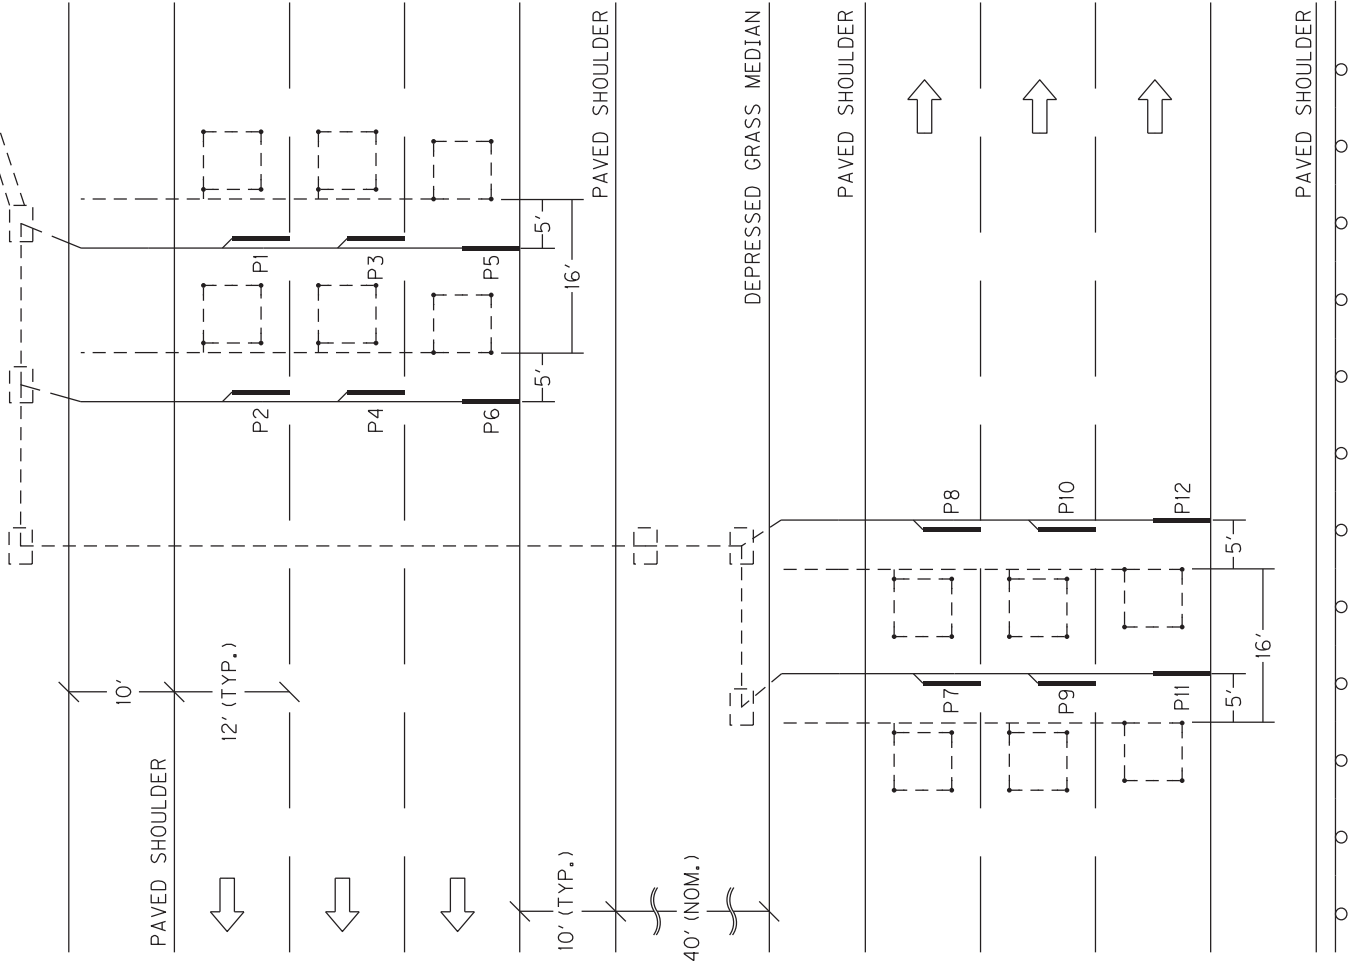 PAVED SHOULDER
DEPRESSED GRASS MEDIAN
PAVED SHOULDER
PAVED SHOULDER
P1
P3
P5
5'
16'
P2
P4
P6
5'
P8
P10
P12
5'
16'
P7
P9
P11
5'
10'
12' (TYP.)
PAVED SHOULDER
10' (TYP.)
40' (NOM.)